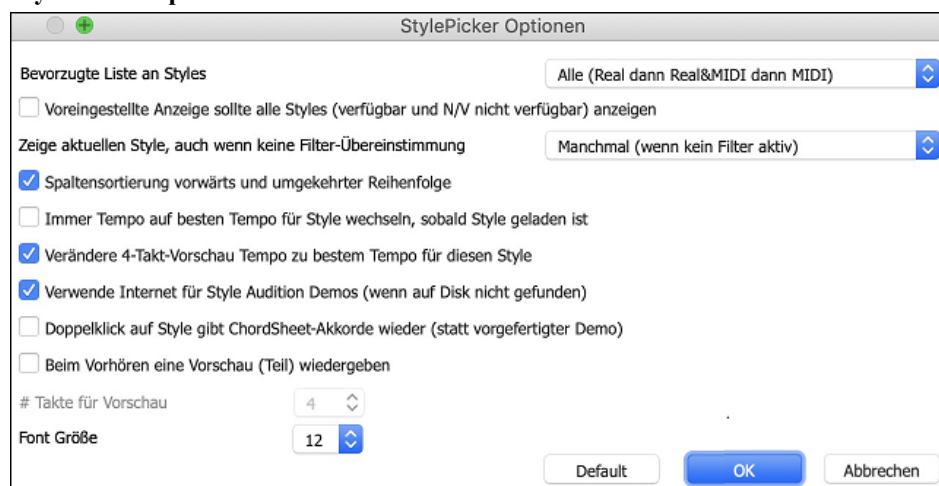 StylePicker Optionen
Bevorzugte Liste an Styles Alle (Real dann Real&MIDI dann MIDI)
Voreingestellte Anzeige sollte alle Styles (verfügbar und N/V nicht verfügbar) anzeigen
Zeige aktuellen Style, auch wenn keine Filter-Übereinstimmung Manchmal (wenn kein Filter aktiv)
Spaltensortierung vorwärts und umgekehrter Reihenfolge
Immer Tempo auf besten Tempo für Style wechseln, sobald Style geladen ist
Verändere 4-Takt-Vorschau Tempo zu bestem Tempo für diesen Style
Verwende Internet für Style Audition Demos (wenn auf Disk nicht gefunden)
Doppelklick auf Style gibt ChordSheet-Akkorde wieder (statt vorgefertigter Demo)
Beim Vorhören eine Vorschau (Teil) wiedergeben
# Takte für Vorschau 4
Font Größe 12
Default OK Abbrechen